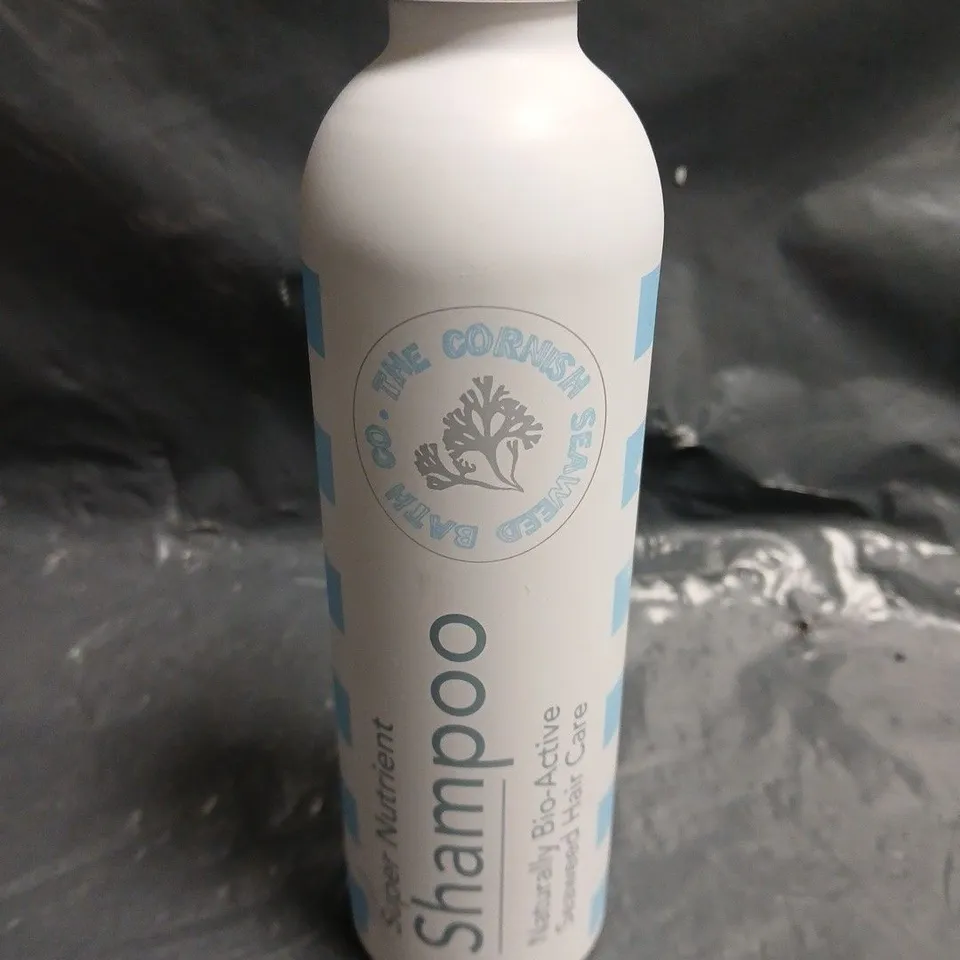 THE CORNISH SEAWEED BATH CO.
Super Nutrient
Shampoo
Naturally Bio-Active
Seaweed Hair Care